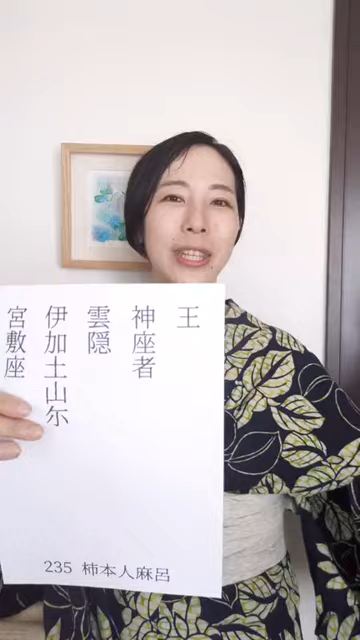 王
神座者
雲隠
伊加土山尓
宮敷座
235 柿本人麻呂